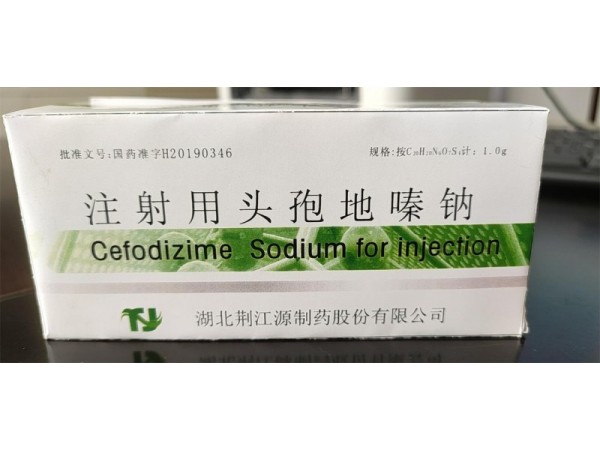 批准文号:国药准字H20190346
规格:按C₂₀H₂₀N₆O₇S₄计: 1.0g
注射用头孢地嗪钠
Cefodizime Sodium for injection
TJ
湖北荆江源制药股份有限公司